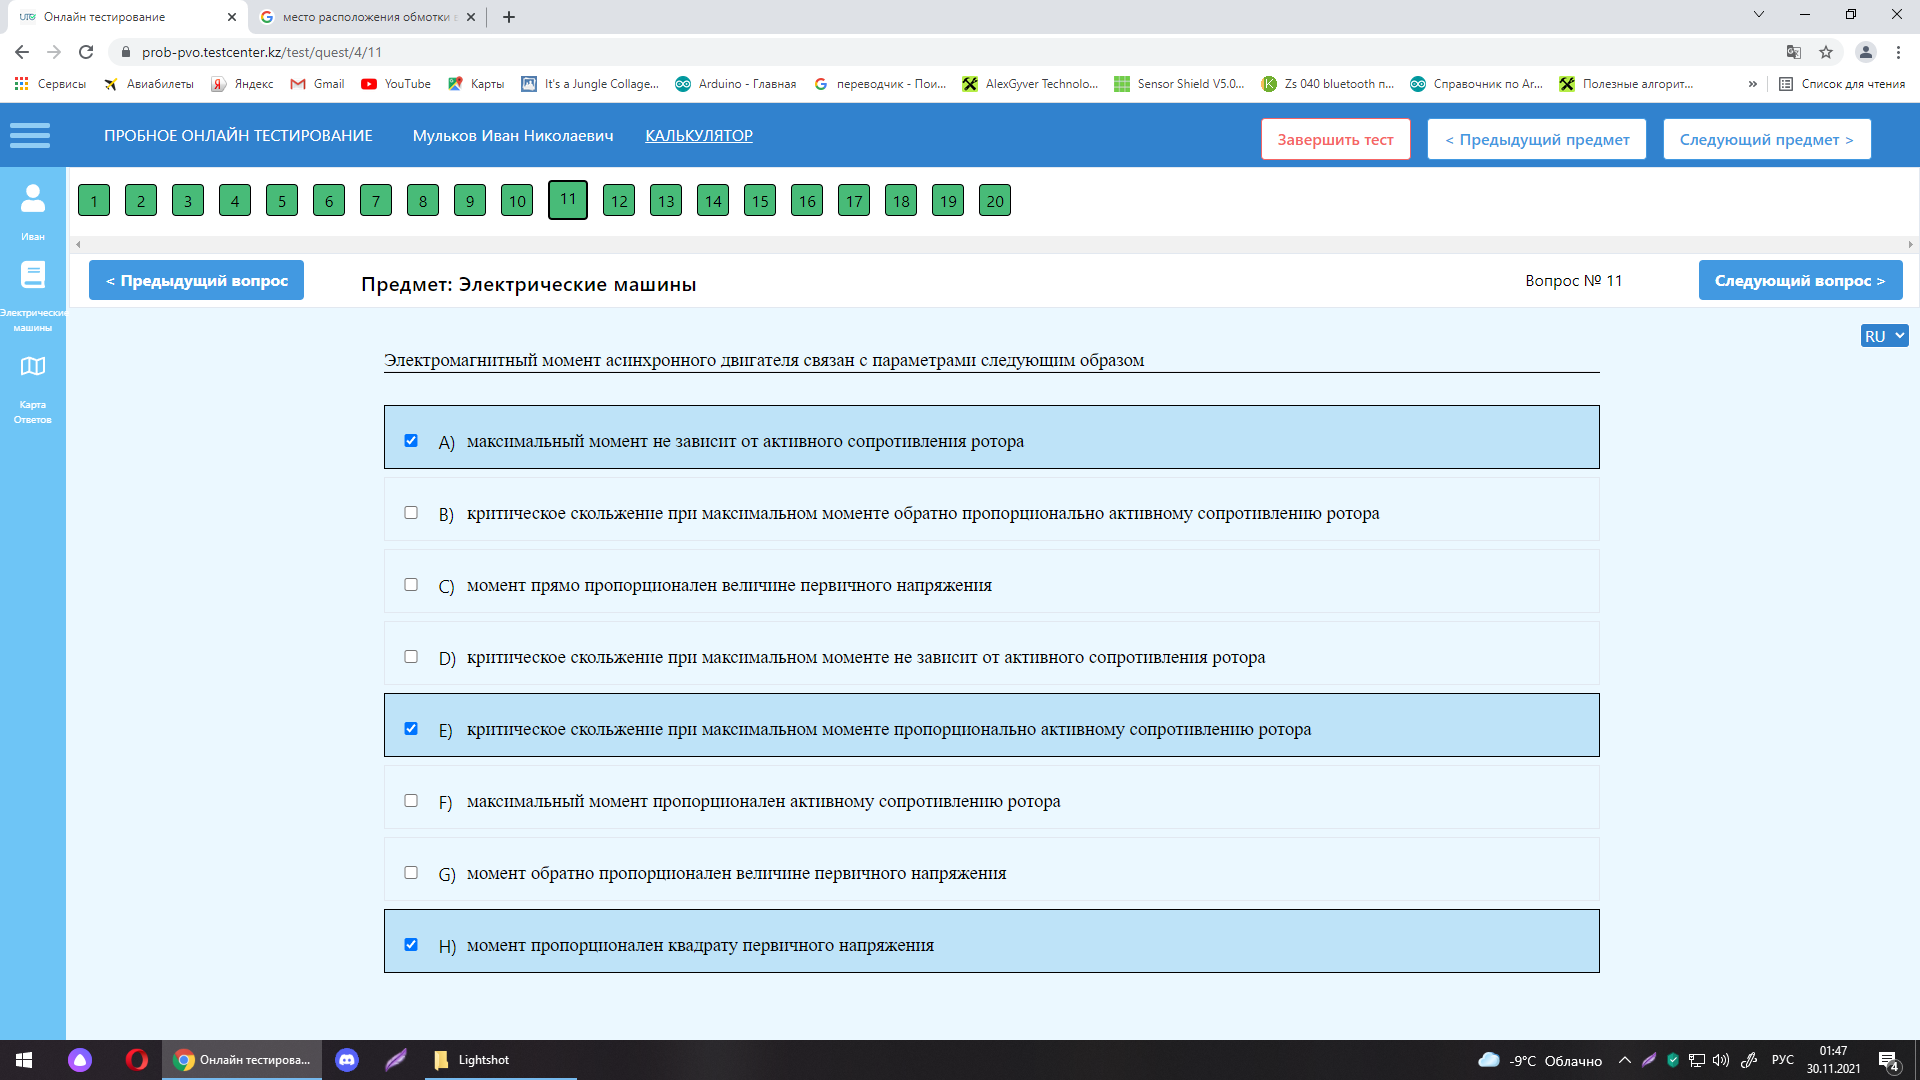 Онлайн тестирование
место расположения обмотки в
prob-pvo.testcenter.kz/test/quest/4/11
Сервисы Авиабилеты Яндекс Gmail YouTube Карты It's a Jungle Collage... Arduino - Главная переводчик - Пои... AlexGyver Technolo... Sensor Shield V5.0... Zs 040 bluetooth п... Справочник по Ar... Полезные алгорит... » Список для чтения
ПРОБНОЕ ОНЛАЙН ТЕСТИРОВАНИЕ Мульков Иван Николаевич КАЛЬКУЛЯТОР Завершить тест < Предыдущий предмет Следующий предмет >
1 2 3 4 5 6 7 8 9 10 11 12 13 14 15 16 17 18 19 20
Иван
Электрические
машины
Карта
Ответов
< Предыдущий вопрос Предмет: Электрические машины Вопрос № 11 Следующий вопрос >
RU
Электромагнитный момент асинхронного двигателя связан с параметрами следующим образом
A) максимальный момент не зависит от активного сопротивления ротора
B) критическое скольжение при максимальном моменте обратно пропорционально активному сопротивлению ротора
C) момент прямо пропорционален величине первичного напряжения
D) критическое скольжение при максимальном моменте не зависит от активного сопротивления ротора
E) критическое скольжение при максимальном моменте пропорционально активному сопротивлению ротора
F) максимальный момент пропорционален активному сопротивлению ротора
G) момент обратно пропорционален величине первичного напряжения
H) момент пропорционален квадрату первичного напряжения
Онлайн тестирова... Lightshot -9°C Облачно РУС 01:47
30.11.2021
4